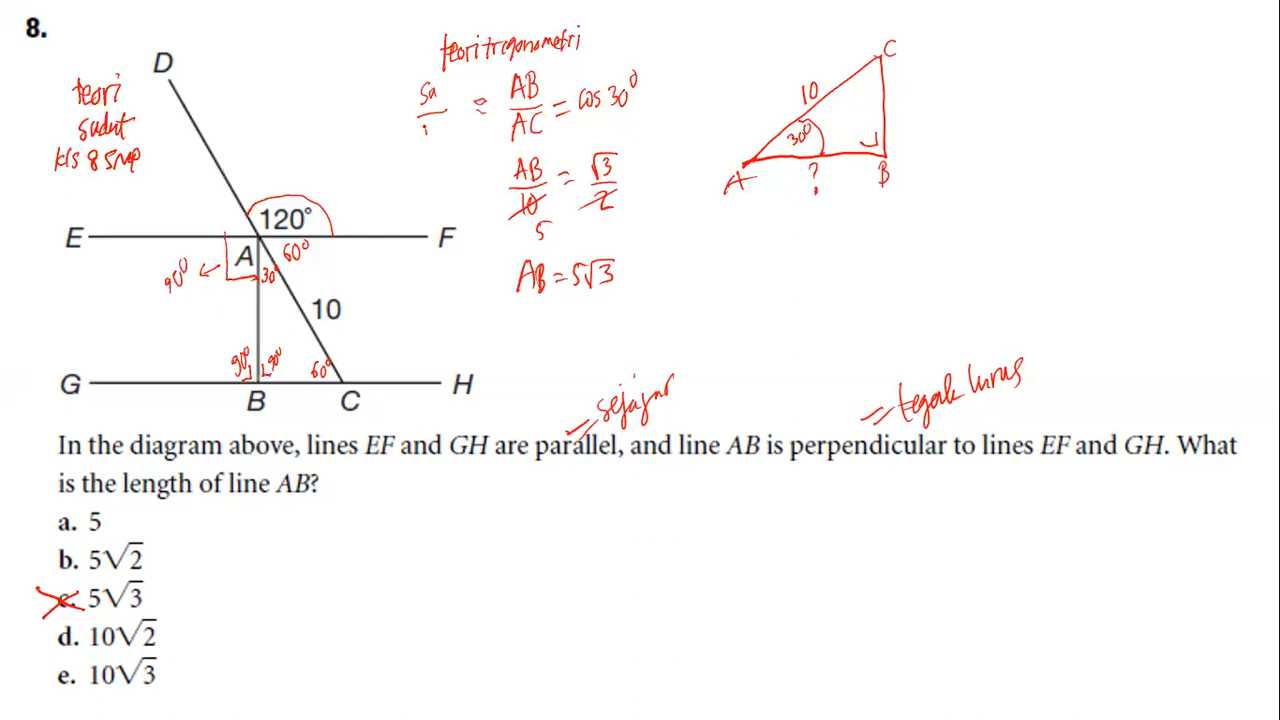 8.
D
teori
sudut
kls 8 SMP
E
120°
F
A
60°
90°
30°
10
90°
90°
60°
G
B
C
H
teori trigonometri
sa/i = AB/AC = cos 30°
AB/10 = √3/2
5
AB = 5√3
C
10
30°
A
?
B
= sejajar
= tegak lurus
In the diagram above, lines EF and GH are parallel, and line AB is perpendicular to lines EF and GH. What
is the length of line AB?
a. 5
b. 5√2
c. 5√3
d. 10√2
e. 10√3